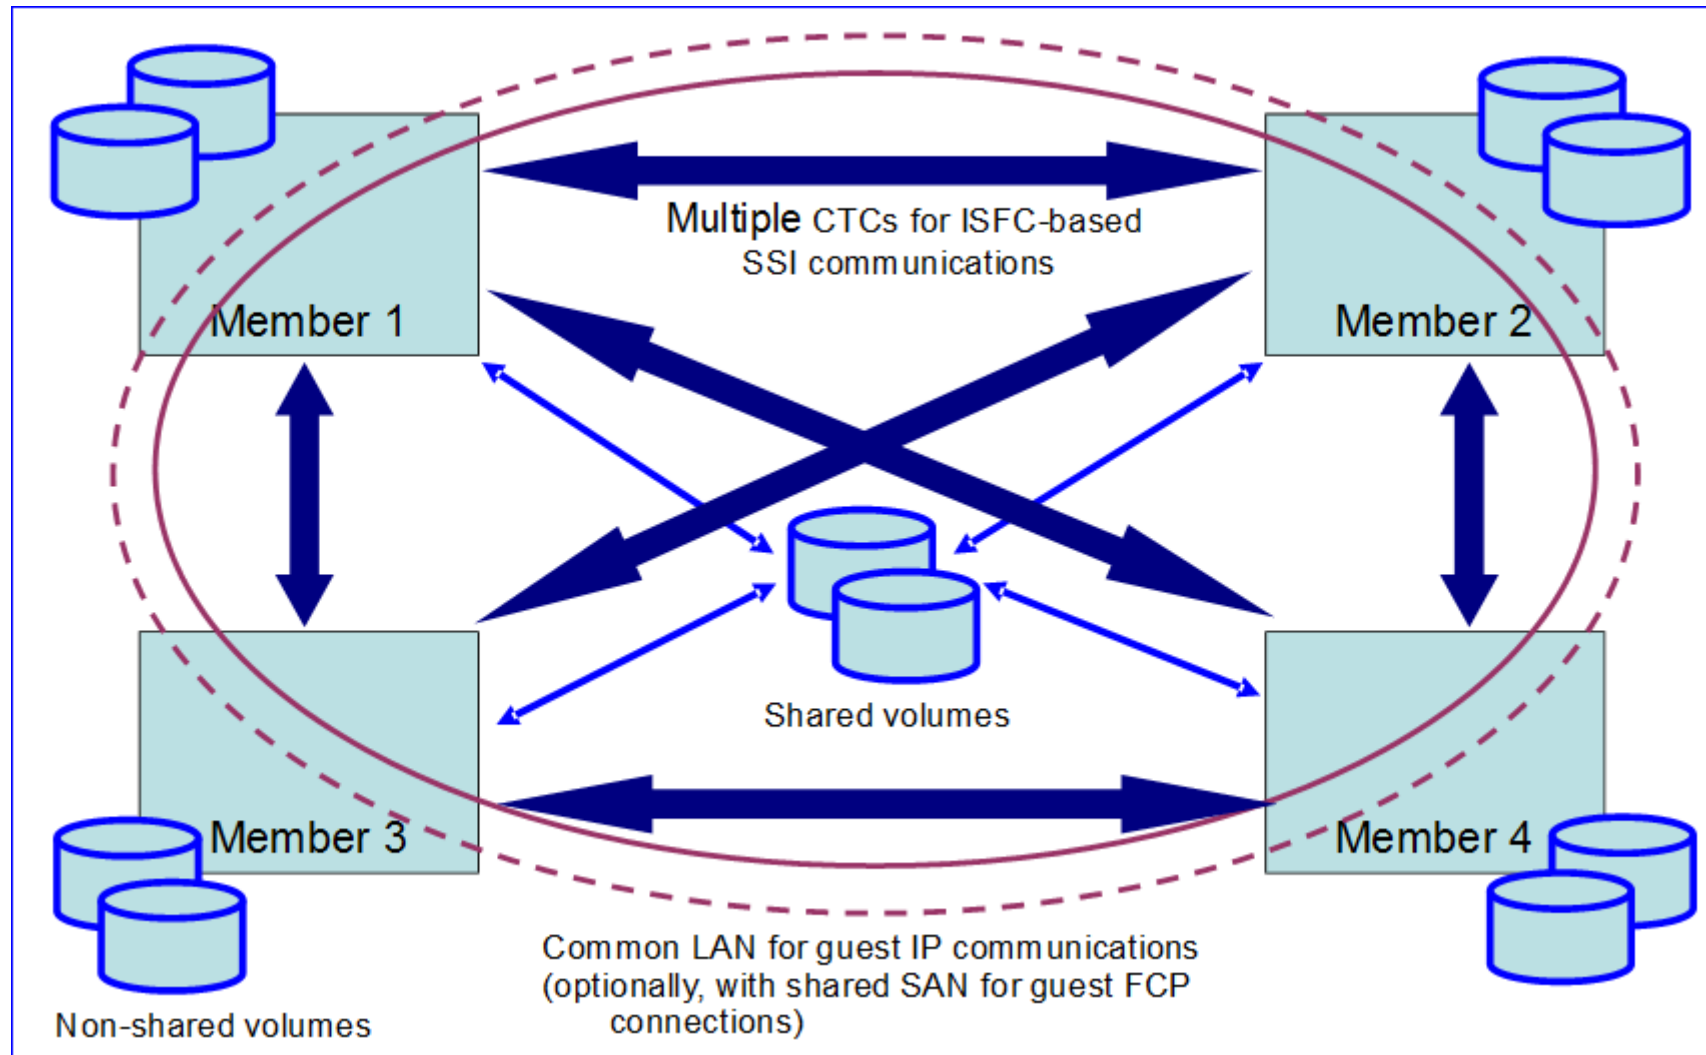 Multiple CTCs for ISFC-based
SSI communications
Member 1
Member 2
Shared volumes
Member 3
Member 4
Common LAN for guest IP communications
(optionally, with shared SAN for guest FCP
connections)
Non-shared volumes